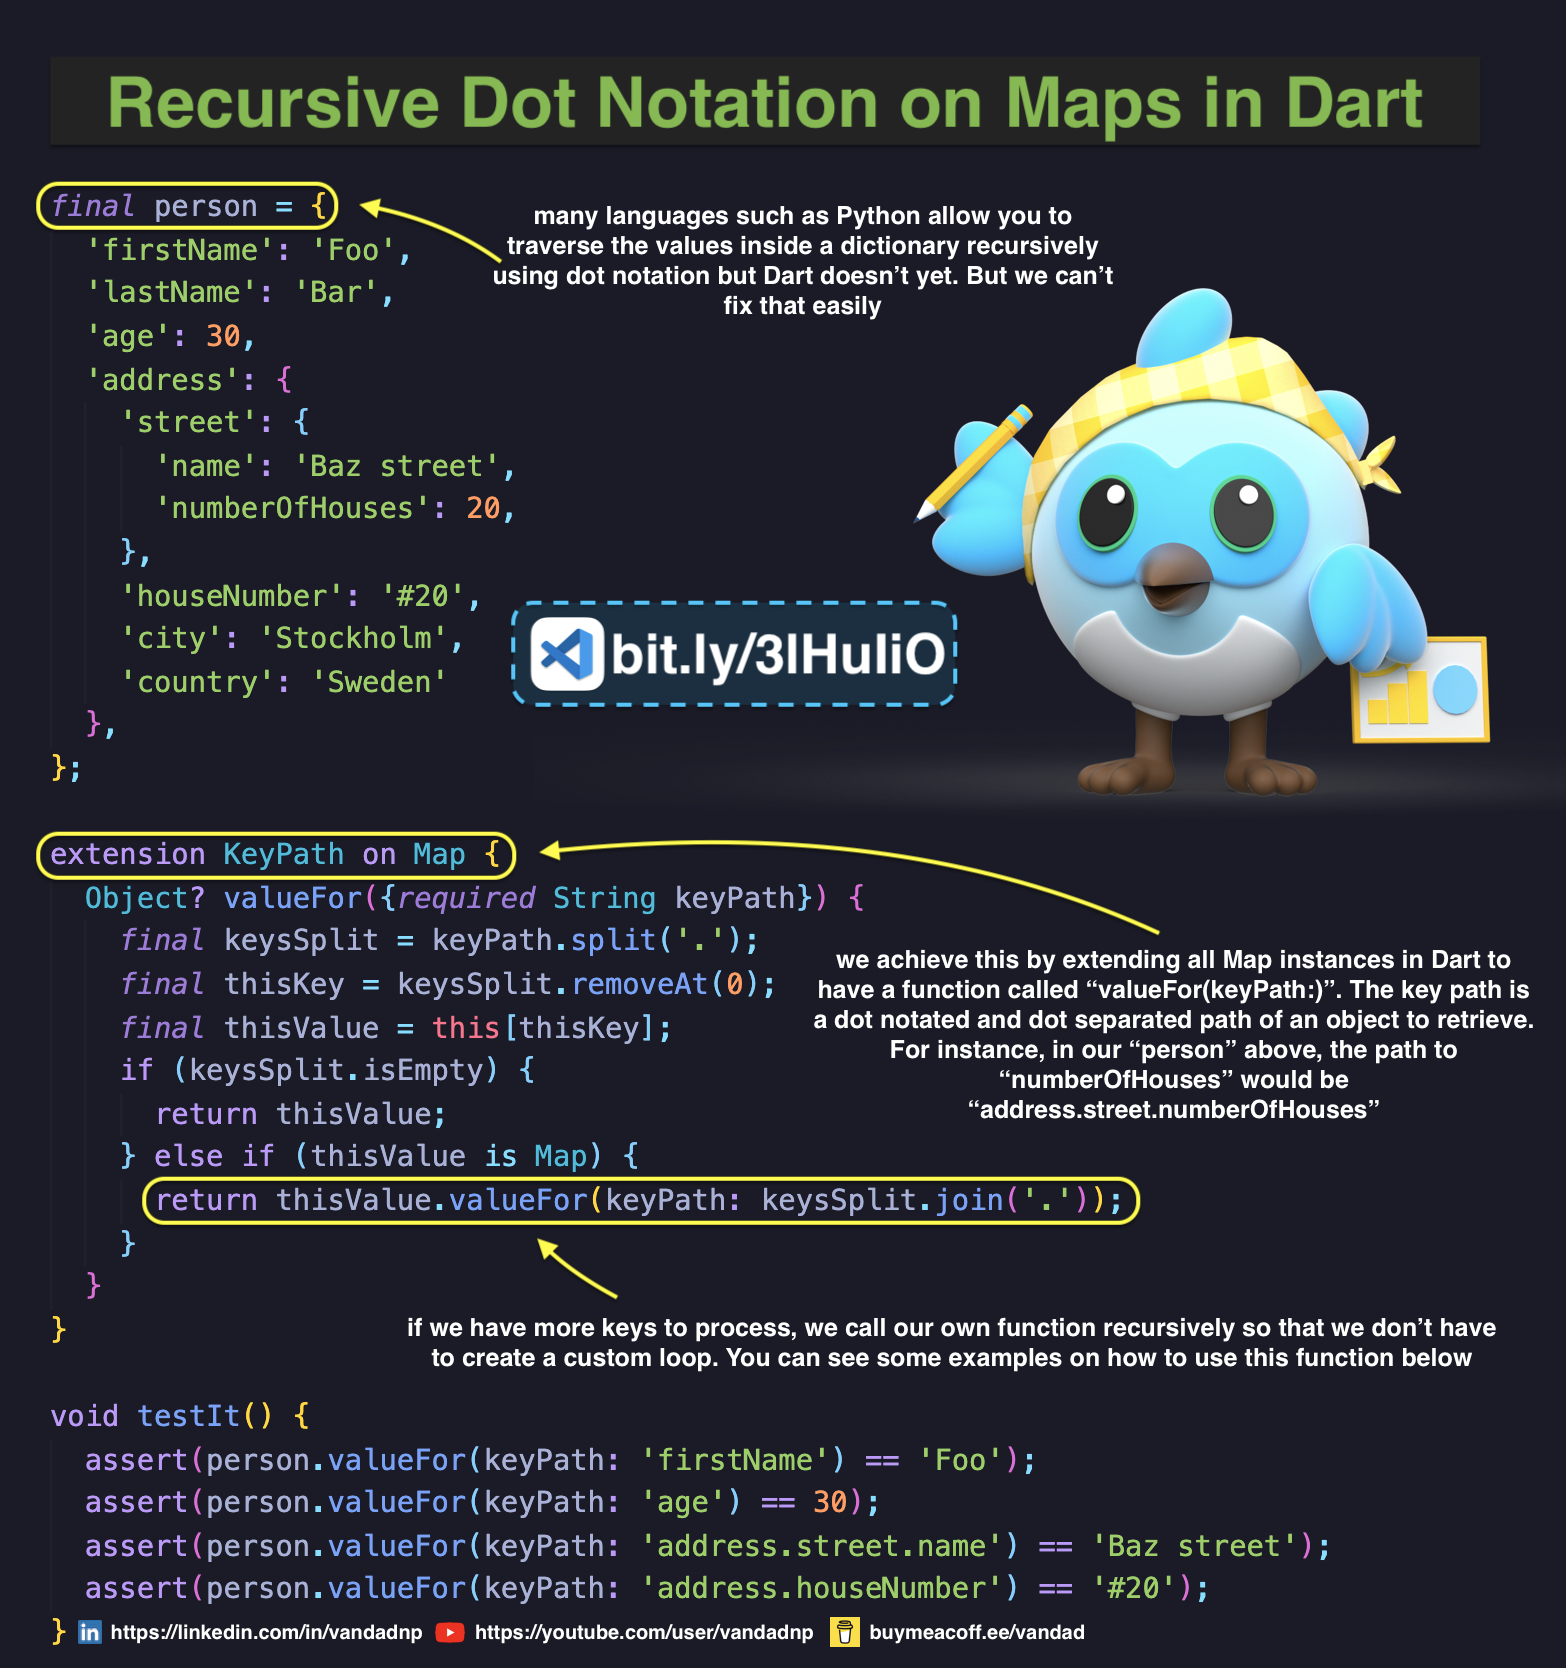 Recursive Dot Notation on Maps in Dart
final person = {
'firstName': 'Foo',
'lastName': 'Bar',
'age': 30,
'address': {
'street': {
'name': 'Baz street',
'numberOfHouses': 20,
},
'houseNumber': '#20',
'city': 'Stockholm',
'country': 'Sweden'
},
};
many languages such as Python allow you to
traverse the values inside a dictionary recursively
using dot notation but Dart doesn’t yet. But we can’t
fix that easily
bit.ly/3lHuIiO
extension KeyPath on Map {
Object? valueFor({required String keyPath}) {
final keysSplit = keyPath.split('.');
final thisKey = keysSplit.removeAt(0);
final thisValue = this[thisKey];
if (keysSplit.isEmpty) {
return thisValue;
} else if (thisValue is Map) {
return thisValue.valueFor(keyPath: keysSplit.join('.'));
}
}
}
we achieve this by extending all Map instances in Dart to
have a function called “valueFor(keyPath:)”. The key path is
a dot notated and dot separated path of an object to retrieve.
For instance, in our “person” above, the path to
“numberOfHouses” would be
“address.street.numberOfHouses”
if we have more keys to process, we call our own function recursively so that we don’t have
to create a custom loop. You can see some examples on how to use this function below
void testIt() {
assert(person.valueFor(keyPath: 'firstName') == 'Foo');
assert(person.valueFor(keyPath: 'age') == 30);
assert(person.valueFor(keyPath: 'address.street.name') == 'Baz street');
assert(person.valueFor(keyPath: 'address.houseNumber') == '#20');
}
https://linkedin.com/in/vandadnp
https://youtube.com/user/vandadnp
buymeacoff.ee/vandad